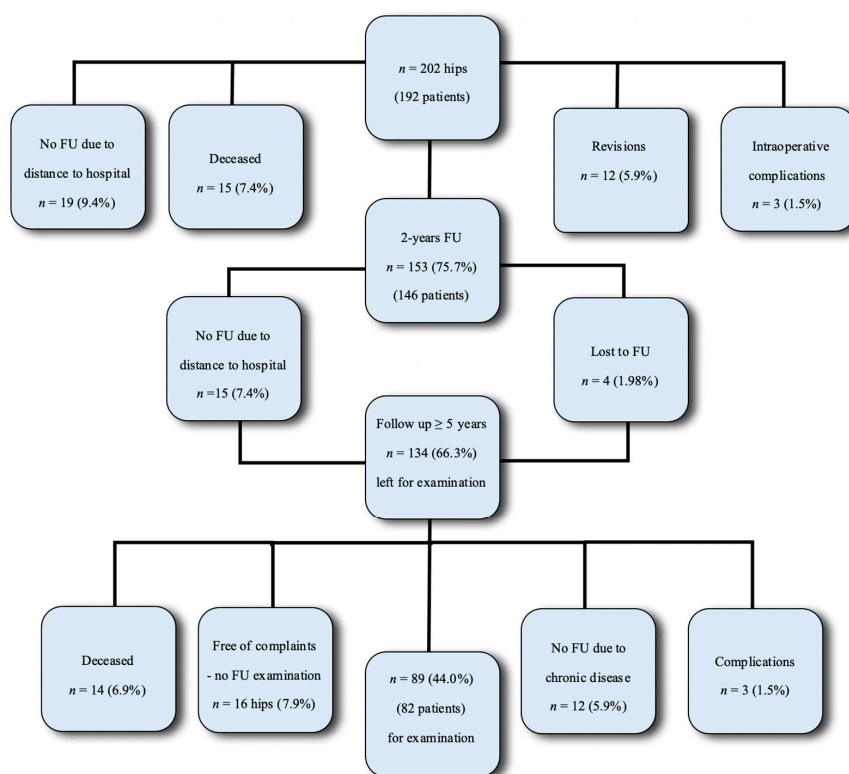 n = 202 hips
(192 patients)
No FU due to
distance to hospital
n = 19 (9.4%)
Deceased
n = 15 (7.4%)
Revisions
n = 12 (5.9%)
Intraoperative
complications
n = 3 (1.5%)
2-years FU
n = 153 (75.7%)
(146 patients)
No FU due to
distance to hospital
n =15 (7.4%)
Lost to FU
n = 4 (1.98%)
Follow up ≥ 5 years
n = 134 (66.3%)
left for examination
Deceased
n = 14 (6.9%)
Free of complaints
- no FU examination
n = 16 hips (7.9%)
n = 89 (44.0%)
(82 patients)
for examination
No FU due to
chronic disease
n = 12 (5.9%)
Complications
n = 3 (1.5%)